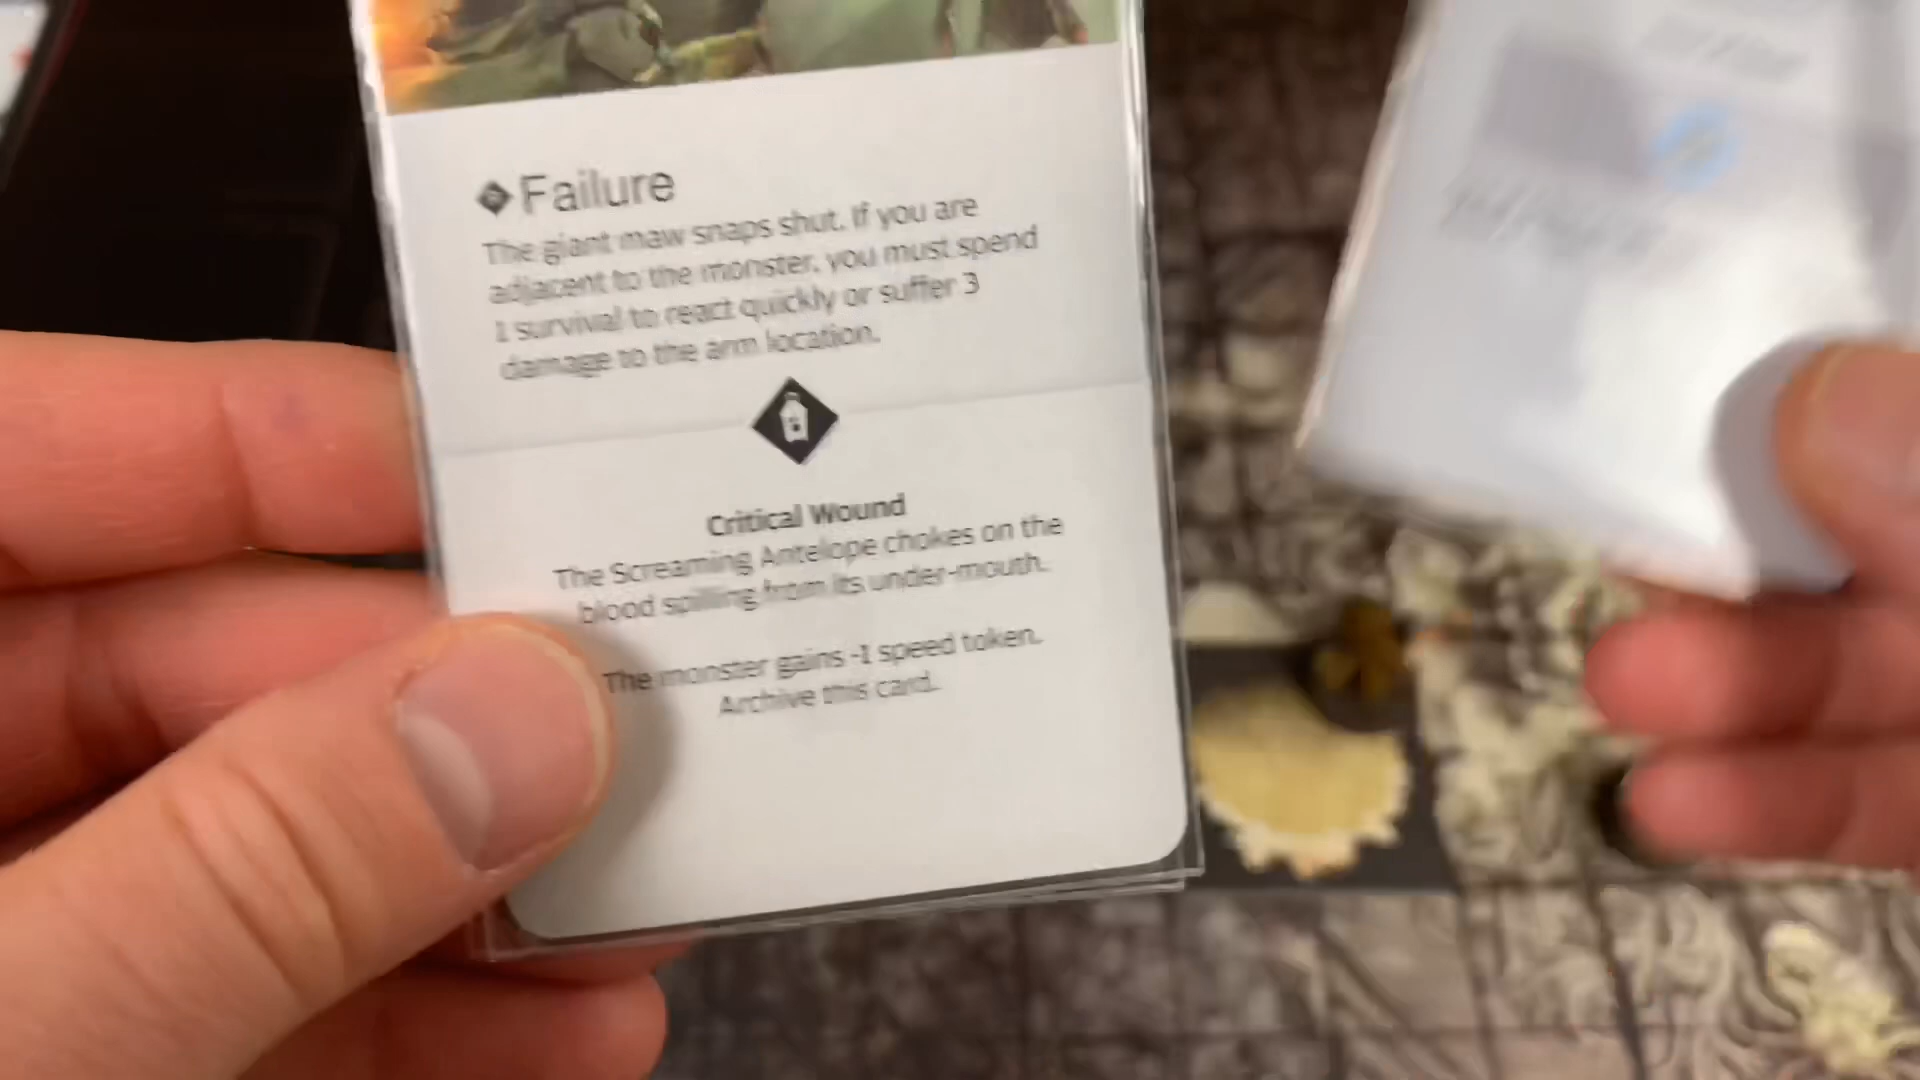 Failure
The giant maw snaps shut. If you are
adjacent to the monster, you must spend
1 survival to react quickly or suffer 3
damage to the arm location.
Critical Wound
The Screaming Antelope chokes on the
blood spilling from its under-mouth.
The monster gains -1 speed token.
Archive this card.